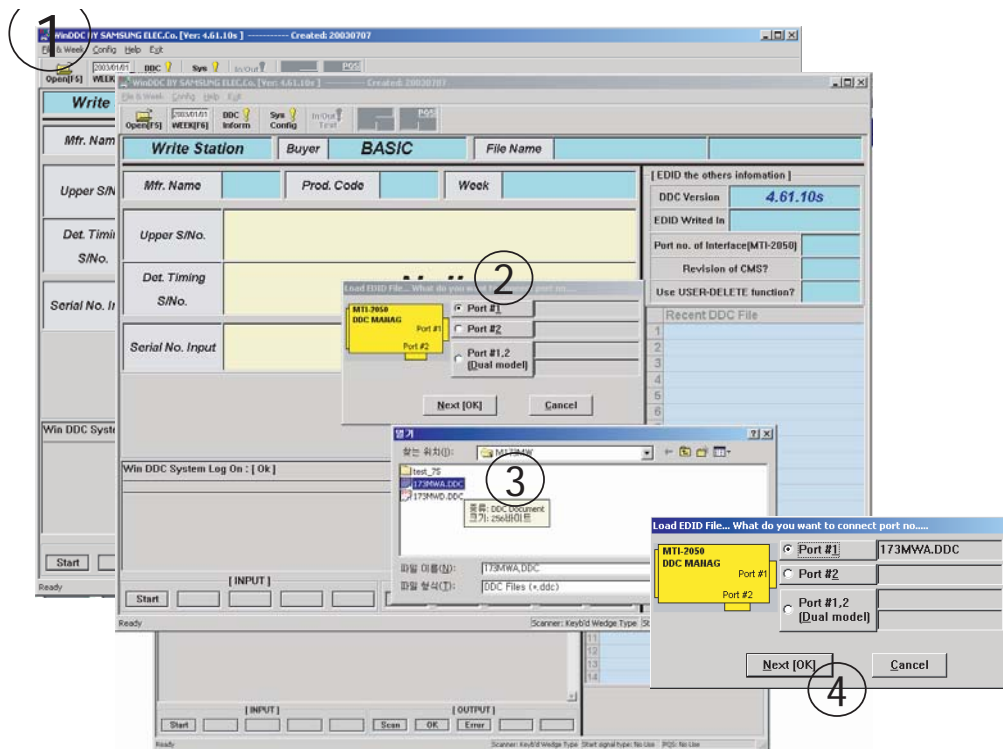 1
WinDDC BY SAMSUNG ELEC.Co. [Ver: 4.61.10s ] ---------- Created: 20030707
File & Week Config Help Exit
2003/01/01 DDC Sys In/Out PQS
Open[F5] WEEK
Write
Mfr. Nam
Upper S/N
Det. Timi
S/No.
Serial No. I
Win DDC Syste
Start
Ready
WinDDC BY SAMSUNG ELEC.Co. [Ver: 4.61.10s ] ---------- Created: 20030707
File & Week Config Help Exit
2003/01/01 DDC Sys In/Out PQS
Open[F5] WEEK[F6] Inform Config Test
Write Station Buyer BASIC File Name
Mfr. Name Prod. Code Week
Upper S/No.
Det. Timing
S/No.
Serial No. Input
[ EDID the others infomation ]
DDC Version 4.61.10s
EDID Writed In
Port no. of Interface(MTI-2050)
Revision of CMS?
Use USER-DELETE function?
Recent DDC File
1
2
3
4
5
6
Win DDC System Log On : [ Ok ]
[ INPUT ]
Start
Ready
Scanner: Keyb'd Wedge Type
2
Load EDID File... What do you want to connect port no.....
MTI-2050
DDC MANAG
Port #1
Port #2
Port #1
Port #2
Port #1,2
(Dual model)
Next [OK] Cancel
열기
찾는 위치(I): M173MW
3
test_7S
173MWA.DDC
173MWD.DDC
종류: DDC Document
크기: 256바이트
파일 이름(N): 173MWA.DDC
파일 형식(T): DDC Files (*.ddc)
Load EDID File... What do you want to connect port no.....
MTI-2050
DDC MANAG
Port #1
Port #2
Port #1 173MWA.DDC
Port #2
Port #1,2
(Dual model)
Next [OK] Cancel
4
11
12
13
14
[ INPUT ] [ OUTPUT ]
Start Scan OK Error
Ready Scanner: Keyb'd Wedge Type Start signal type: No Use PQS: No Use